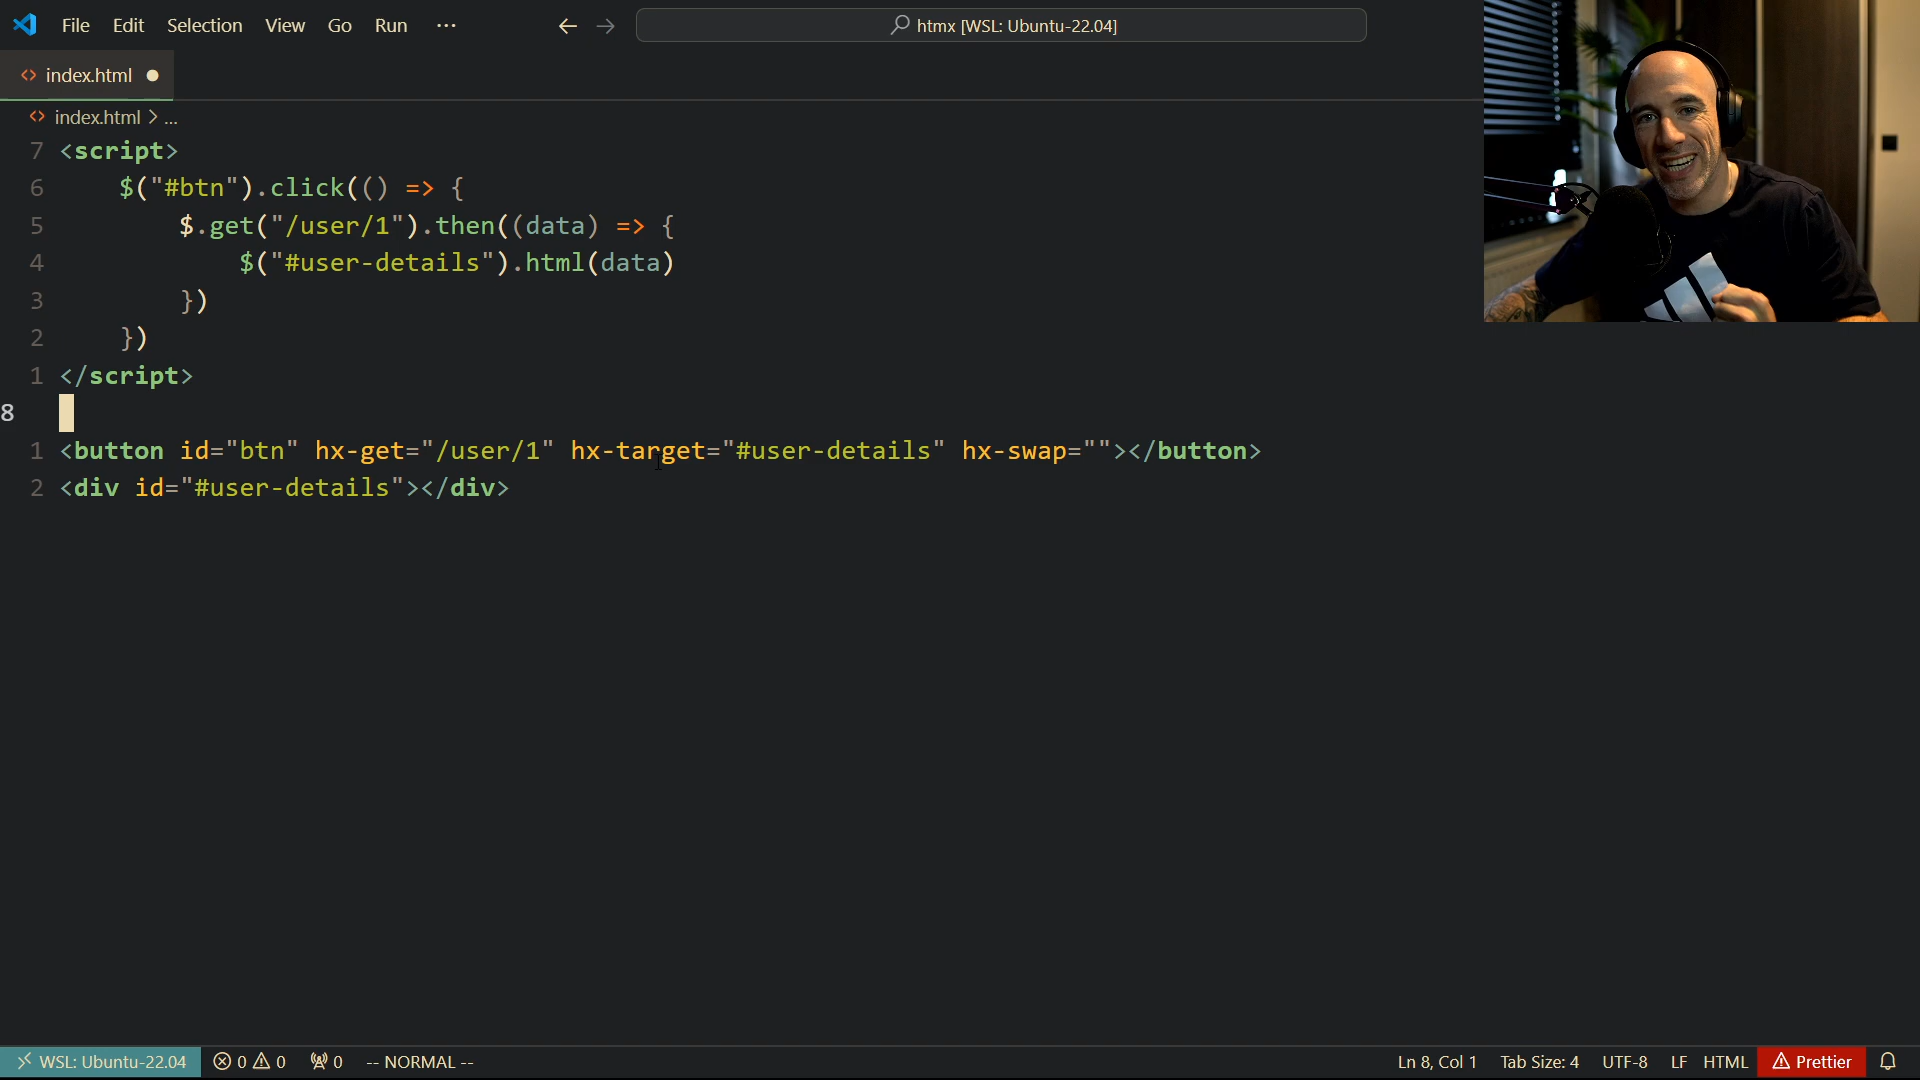 File Edit Selection View Go Run ...
htmx [WSL: Ubuntu-22.04]
<> index.html
<> index.html > ...
7 <script>
6 $("#btn").click(() => {
5 $.get("/user/1").then((data) => {
4 $("#user-details").html(data)
3 })
2 })
1 </script>
8
1 <button id="btn" hx-get="/user/1" hx-target="#user-details" hx-swap=""></button>
2 <div id="#user-details"></div>
WSL: Ubuntu-22.04 0 0 0 -- NORMAL -- Ln 8, Col 1 Tab Size: 4 UTF-8 LF HTML Prettier